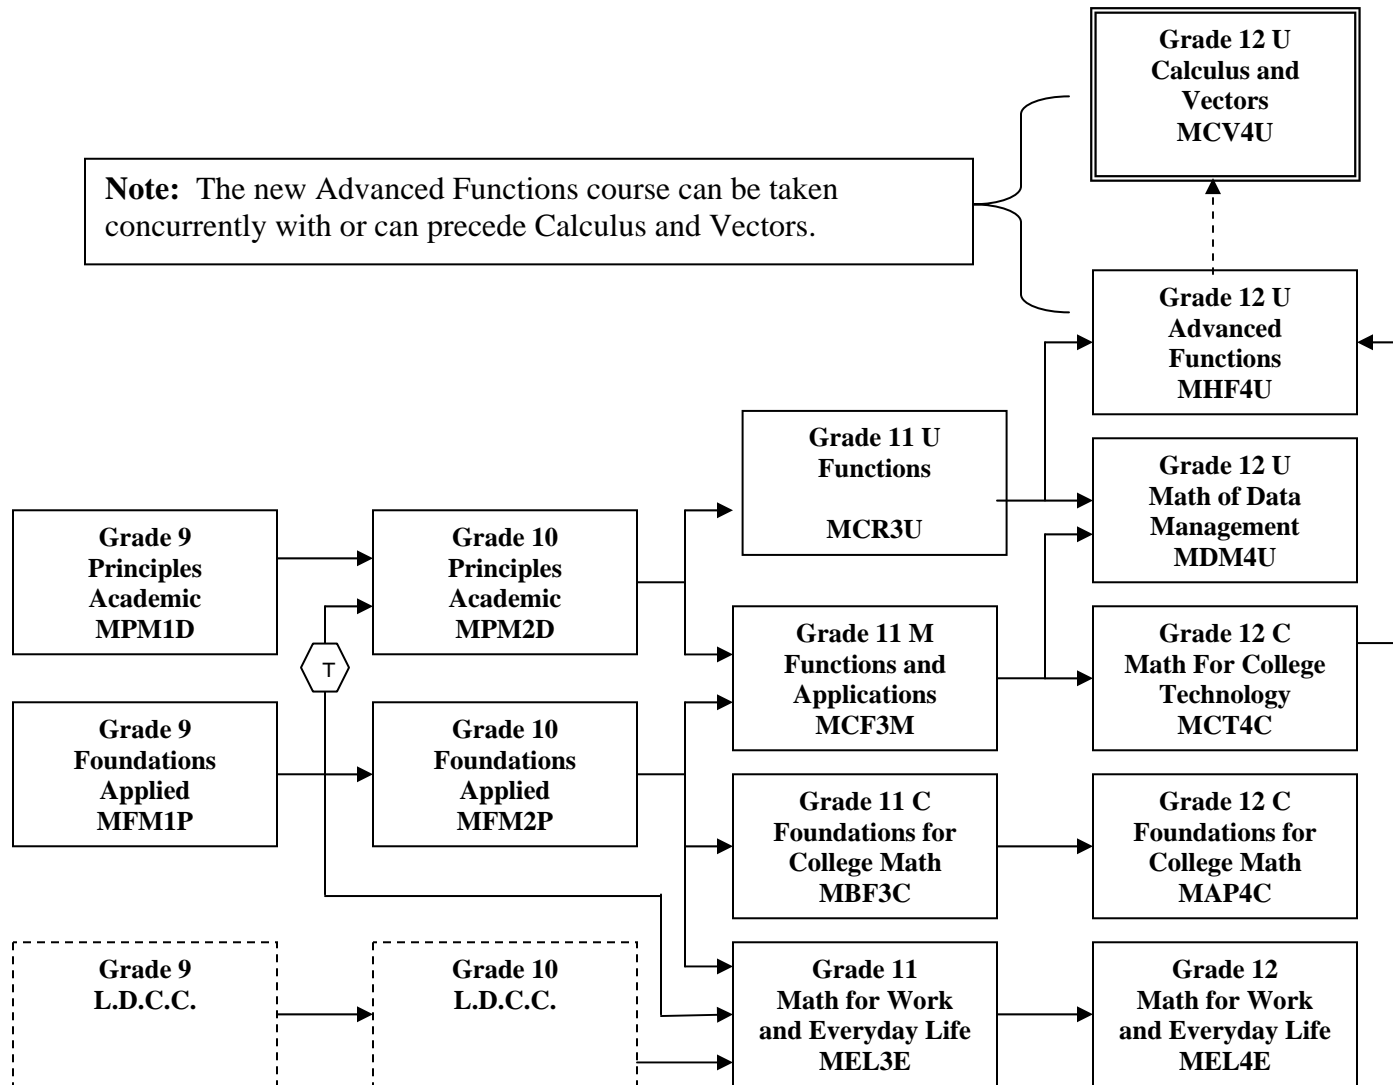 Grade 12 U
Calculus and
Vectors
MCV4U
Note: The new Advanced Functions course can be taken
concurrently with or can precede Calculus and Vectors.
Grade 12 U
Advanced
Functions
MHF4U
Grade 11 U
Functions
MCR3U
Grade 12 U
Math of Data
Management
MDM4U
Grade 9
Principles
Academic
MPM1D
Grade 10
Principles
Academic
MPM2D
T
Grade 11 M
Functions and
Applications
MCF3M
Grade 12 C
Math For College
Technology
MCT4C
Grade 9
Foundations
Applied
MFM1P
Grade 10
Foundations
Applied
MFM2P
Grade 11 C
Foundations for
College Math
MBF3C
Grade 12 C
Foundations for
College Math
MAP4C
Grade 9
L.D.C.C.
Grade 10
L.D.C.C.
Grade 11
Math for Work
and Everyday Life
MEL3E
Grade 12
Math for Work
and Everyday Life
MEL4E